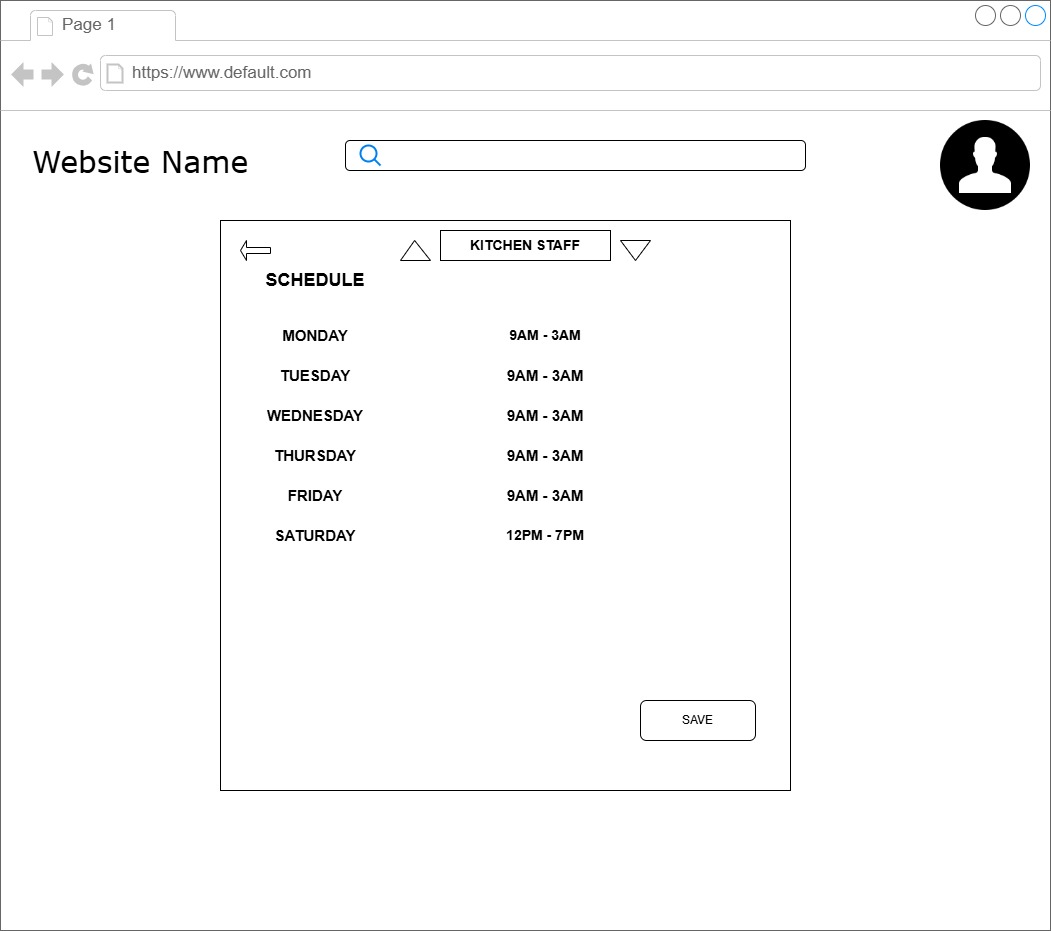 Page 1
https://www.default.com
Website Name
KITCHEN STAFF
SCHEDULE
MONDAY 9AM - 3AM
TUESDAY 9AM - 3AM
WEDNESDAY 9AM - 3AM
THURSDAY 9AM - 3AM
FRIDAY 9AM - 3AM
SATURDAY 12PM - 7PM
SAVE